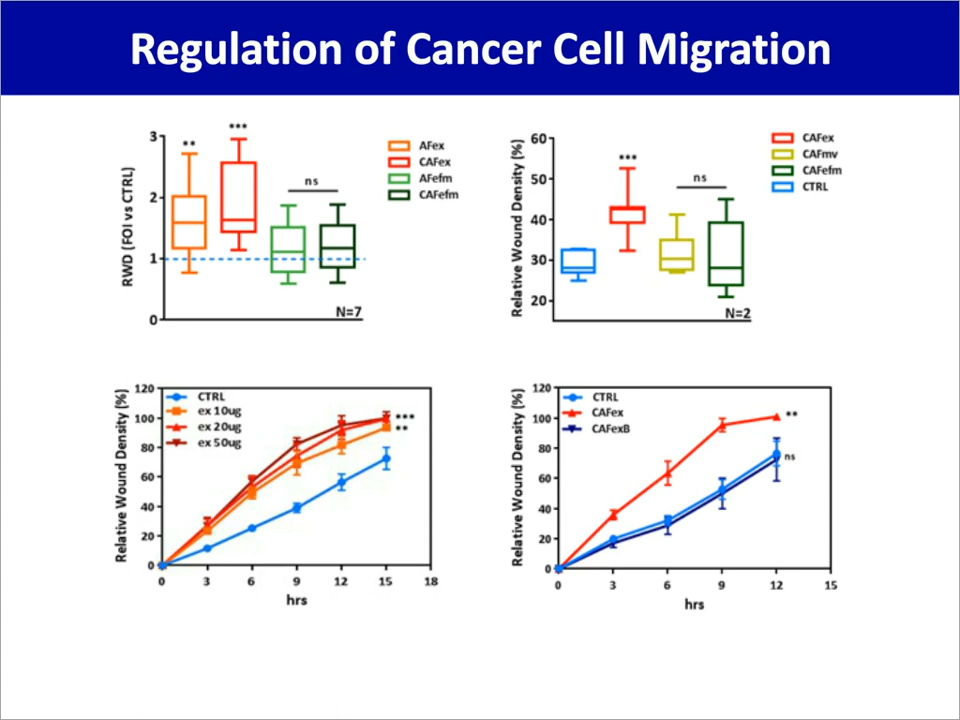 Regulation of Cancer Cell Migration
RWD (FOI vs CTRL)
3
2
1
0
**
***
ns
N=7
AFex
CAFex
AFefm
CAFefm
Relative Wound Density (%)
60
50
40
30
20
***
ns
N=2
CAFex
CAFmv
CAFefm
CTRL
Relative Wound Density (%)
120
100
80
60
40
20
0
CTRL
ex 10ug
ex 20ug
ex 50ug
***
**
0 3 6 9 12 15 18
hrs
Relative Wound Density (%)
120
100
80
60
40
20
0
CTRL
CAFex
CAFexB
**
ns
0 3 6 9 12 15
hrs